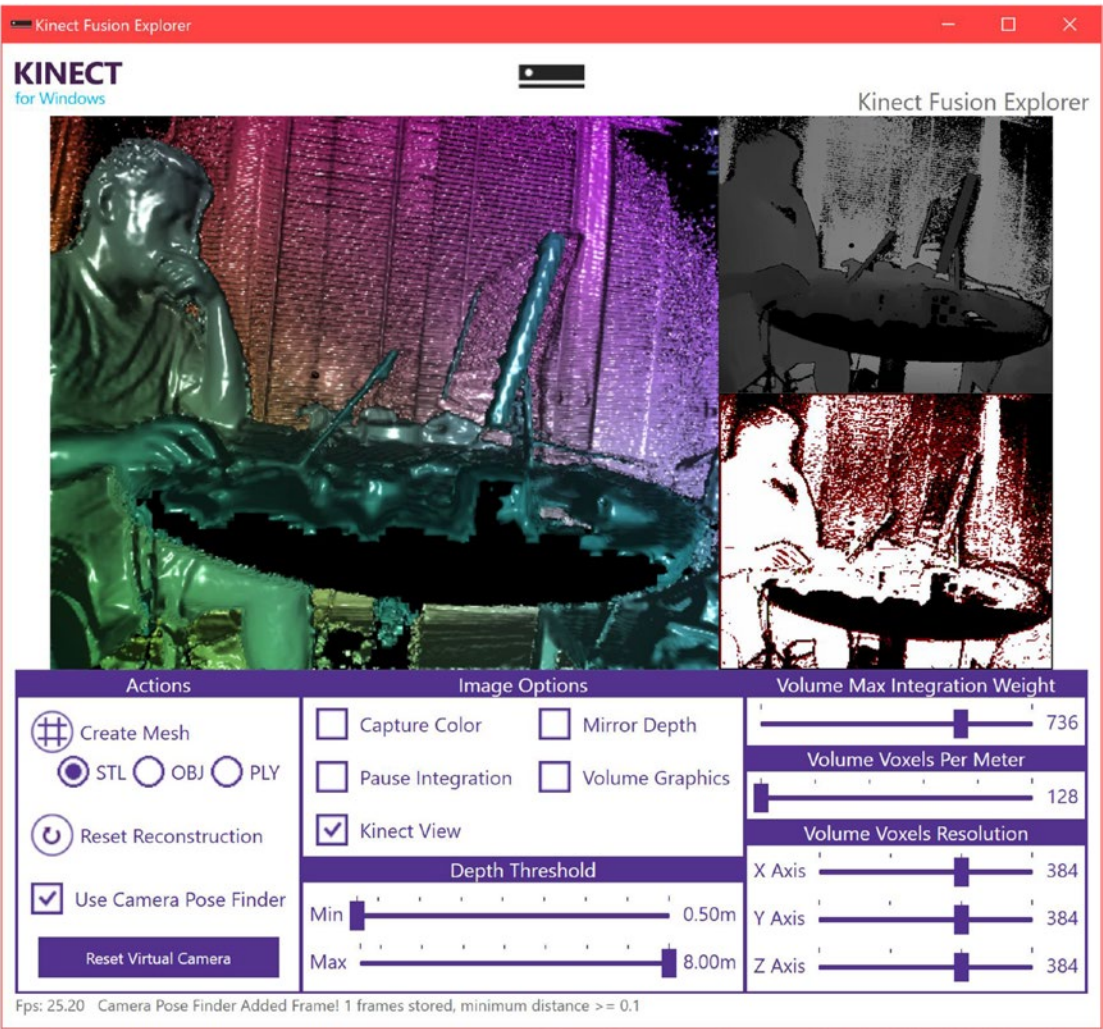 Kinect Fusion Explorer
KINECT
for Windows
Kinect Fusion Explorer
Actions
Create Mesh
STL OBJ PLY
Reset Reconstruction
Use Camera Pose Finder
Reset Virtual Camera
Image Options
Capture Color Mirror Depth
Pause Integration Volume Graphics
Kinect View
Depth Threshold
Min 0.50m
Max 8.00m
Volume Max Integration Weight
736
Volume Voxels Per Meter
128
Volume Voxels Resolution
X Axis 384
Y Axis 384
Z Axis 384
Fps: 25.20 Camera Pose Finder Added Frame! 1 frames stored, minimum distance >= 0.1